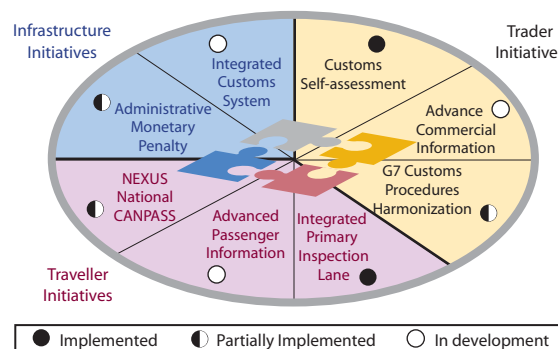 Infrastructure
Initiatives
Trader
Initiative
Integrated
Customs
System
Customs
Self-assessment
Administrative
Monetary
Penalty
Advance
Commercial
Information
NEXUS
National
CANPASS
G7 Customs
Procedures
Harmonization
Advanced
Passenger
Information
Integrated
Primary
Inspection
Lane
Traveller
Initiatives
Implemented
Partially Implemented
In development